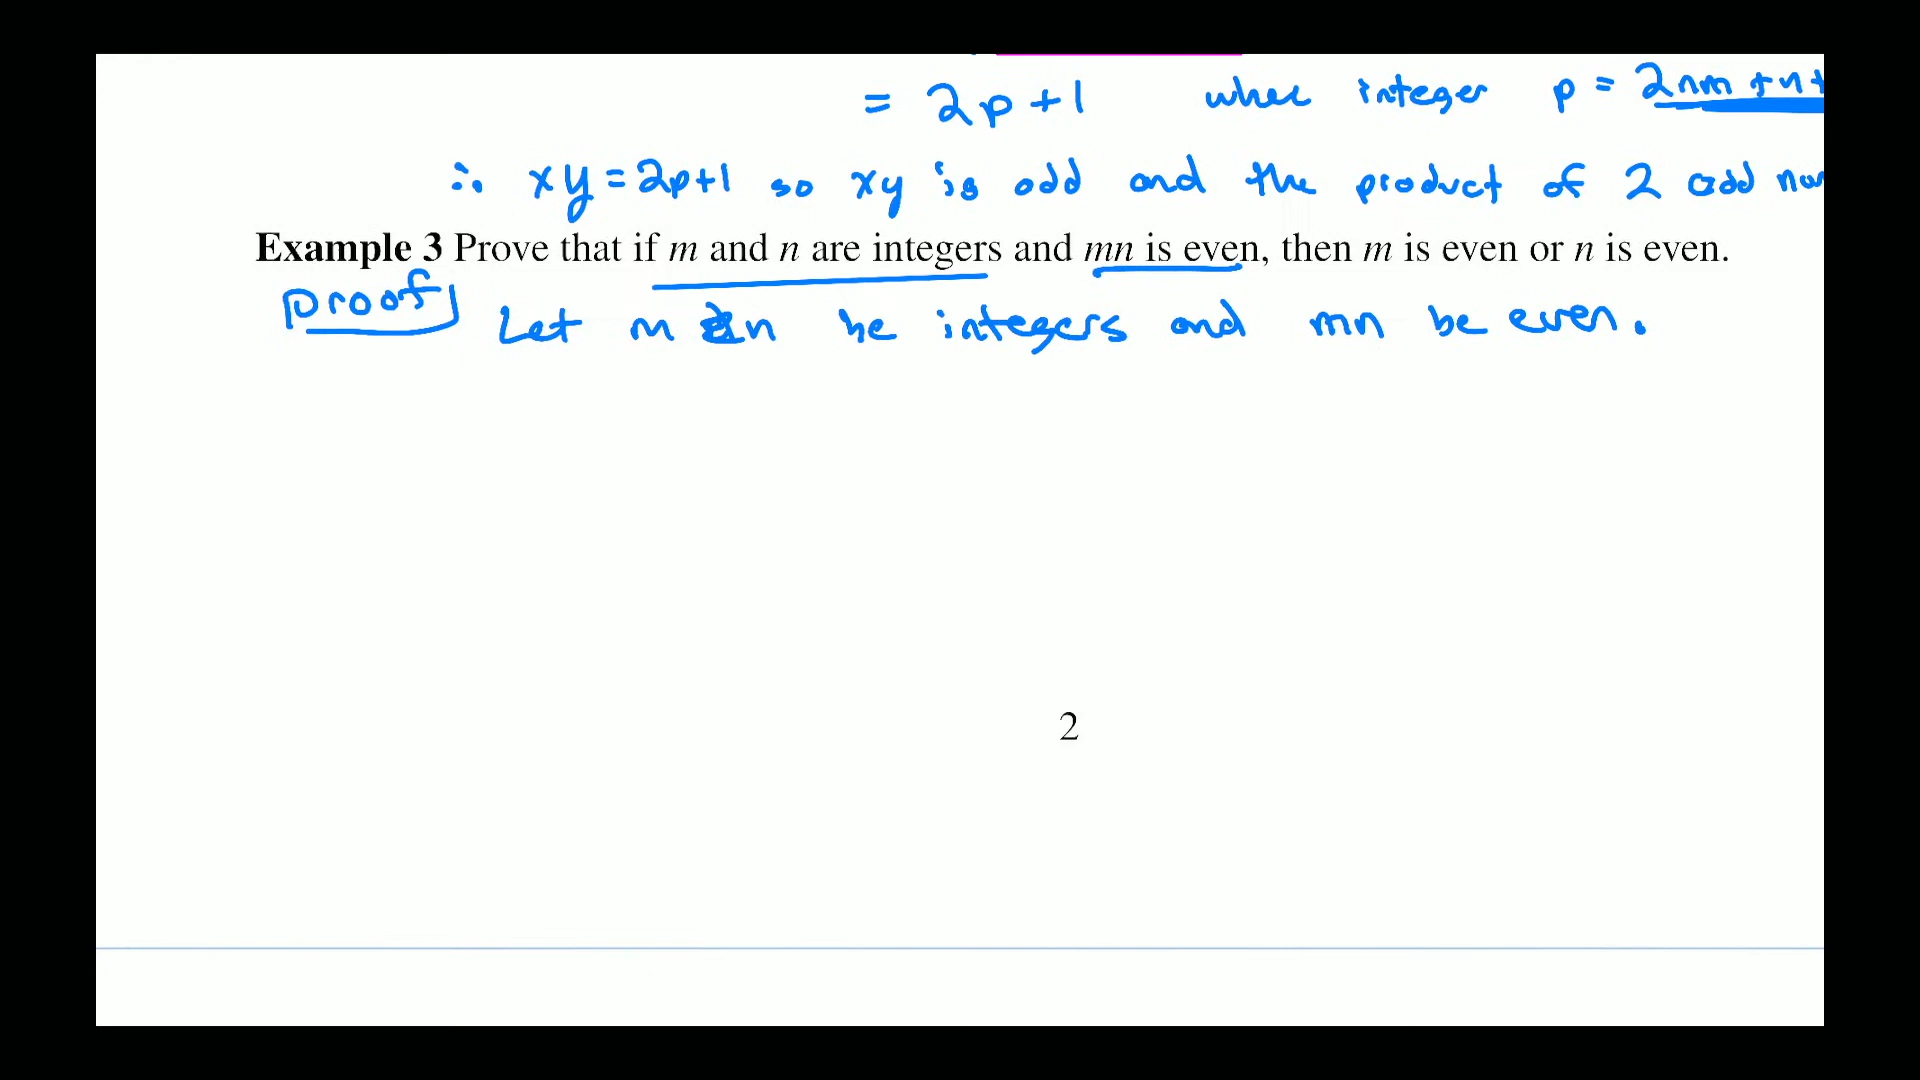 = 2p+1 where integer p = 2nm + n +
∴ xy=2p+1 so xy is odd and the product of 2 odd
Example 3 Prove that if m and n are integers and mn is even, then m is even or n is even.
proof Let m & n be integers and mn be even.
2